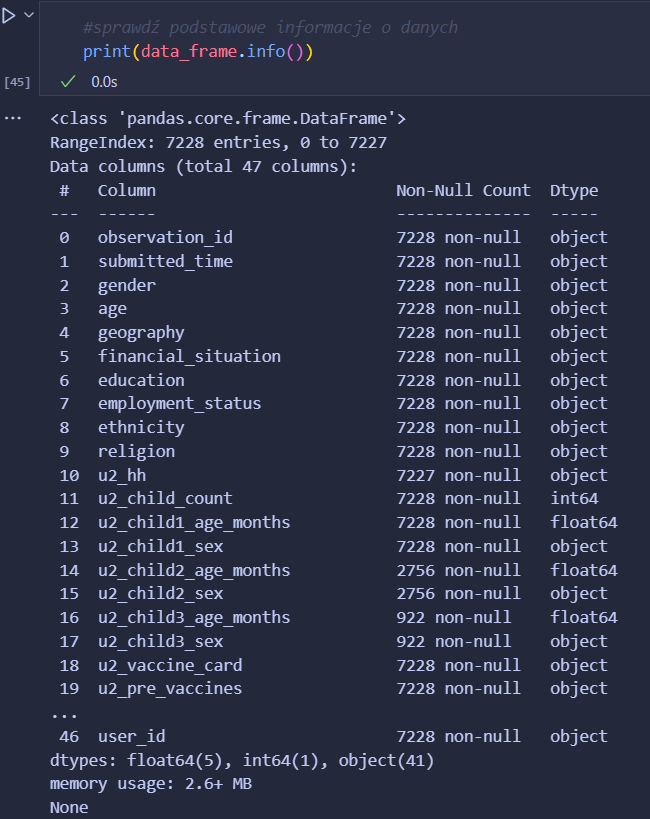 #sprawdź podstawowe informacje o danych
print(data_frame.info())
[45]
0.0s
...
<class 'pandas.core.frame.DataFrame'>
RangeIndex: 7228 entries, 0 to 7227
Data columns (total 47 columns):
 #   Column                        Non-Null Count  Dtype
---  ------                        --------------  -----
 0   observation_id                7228 non-null   object
 1   submitted_time                7228 non-null   object
 2   gender                        7228 non-null   object
 3   age                           7228 non-null   object
 4   geography                     7228 non-null   object
 5   financial_situation           7228 non-null   object
 6   education                     7228 non-null   object
 7   employment_status             7228 non-null   object
 8   ethnicity                     7228 non-null   object
 9   religion                      7228 non-null   object
 10  u2_hh                         7227 non-null   object
 11  u2_child_count                7228 non-null   int64
 12  u2_child1_age_months          7228 non-null   float64
 13  u2_child1_sex                 7228 non-null   object
 14  u2_child2_age_months          2756 non-null   float64
 15  u2_child2_sex                 2756 non-null   object
 16  u2_child3_age_months          922 non-null    float64
 17  u2_child3_sex                 922 non-null    object
 18  u2_vaccine_card               7228 non-null   object
 19  u2_pre_vaccines               7228 non-null   object
...
 46  user_id                       7228 non-null   object
dtypes: float64(5), int64(1), object(41)
memory usage: 2.6+ MB
None